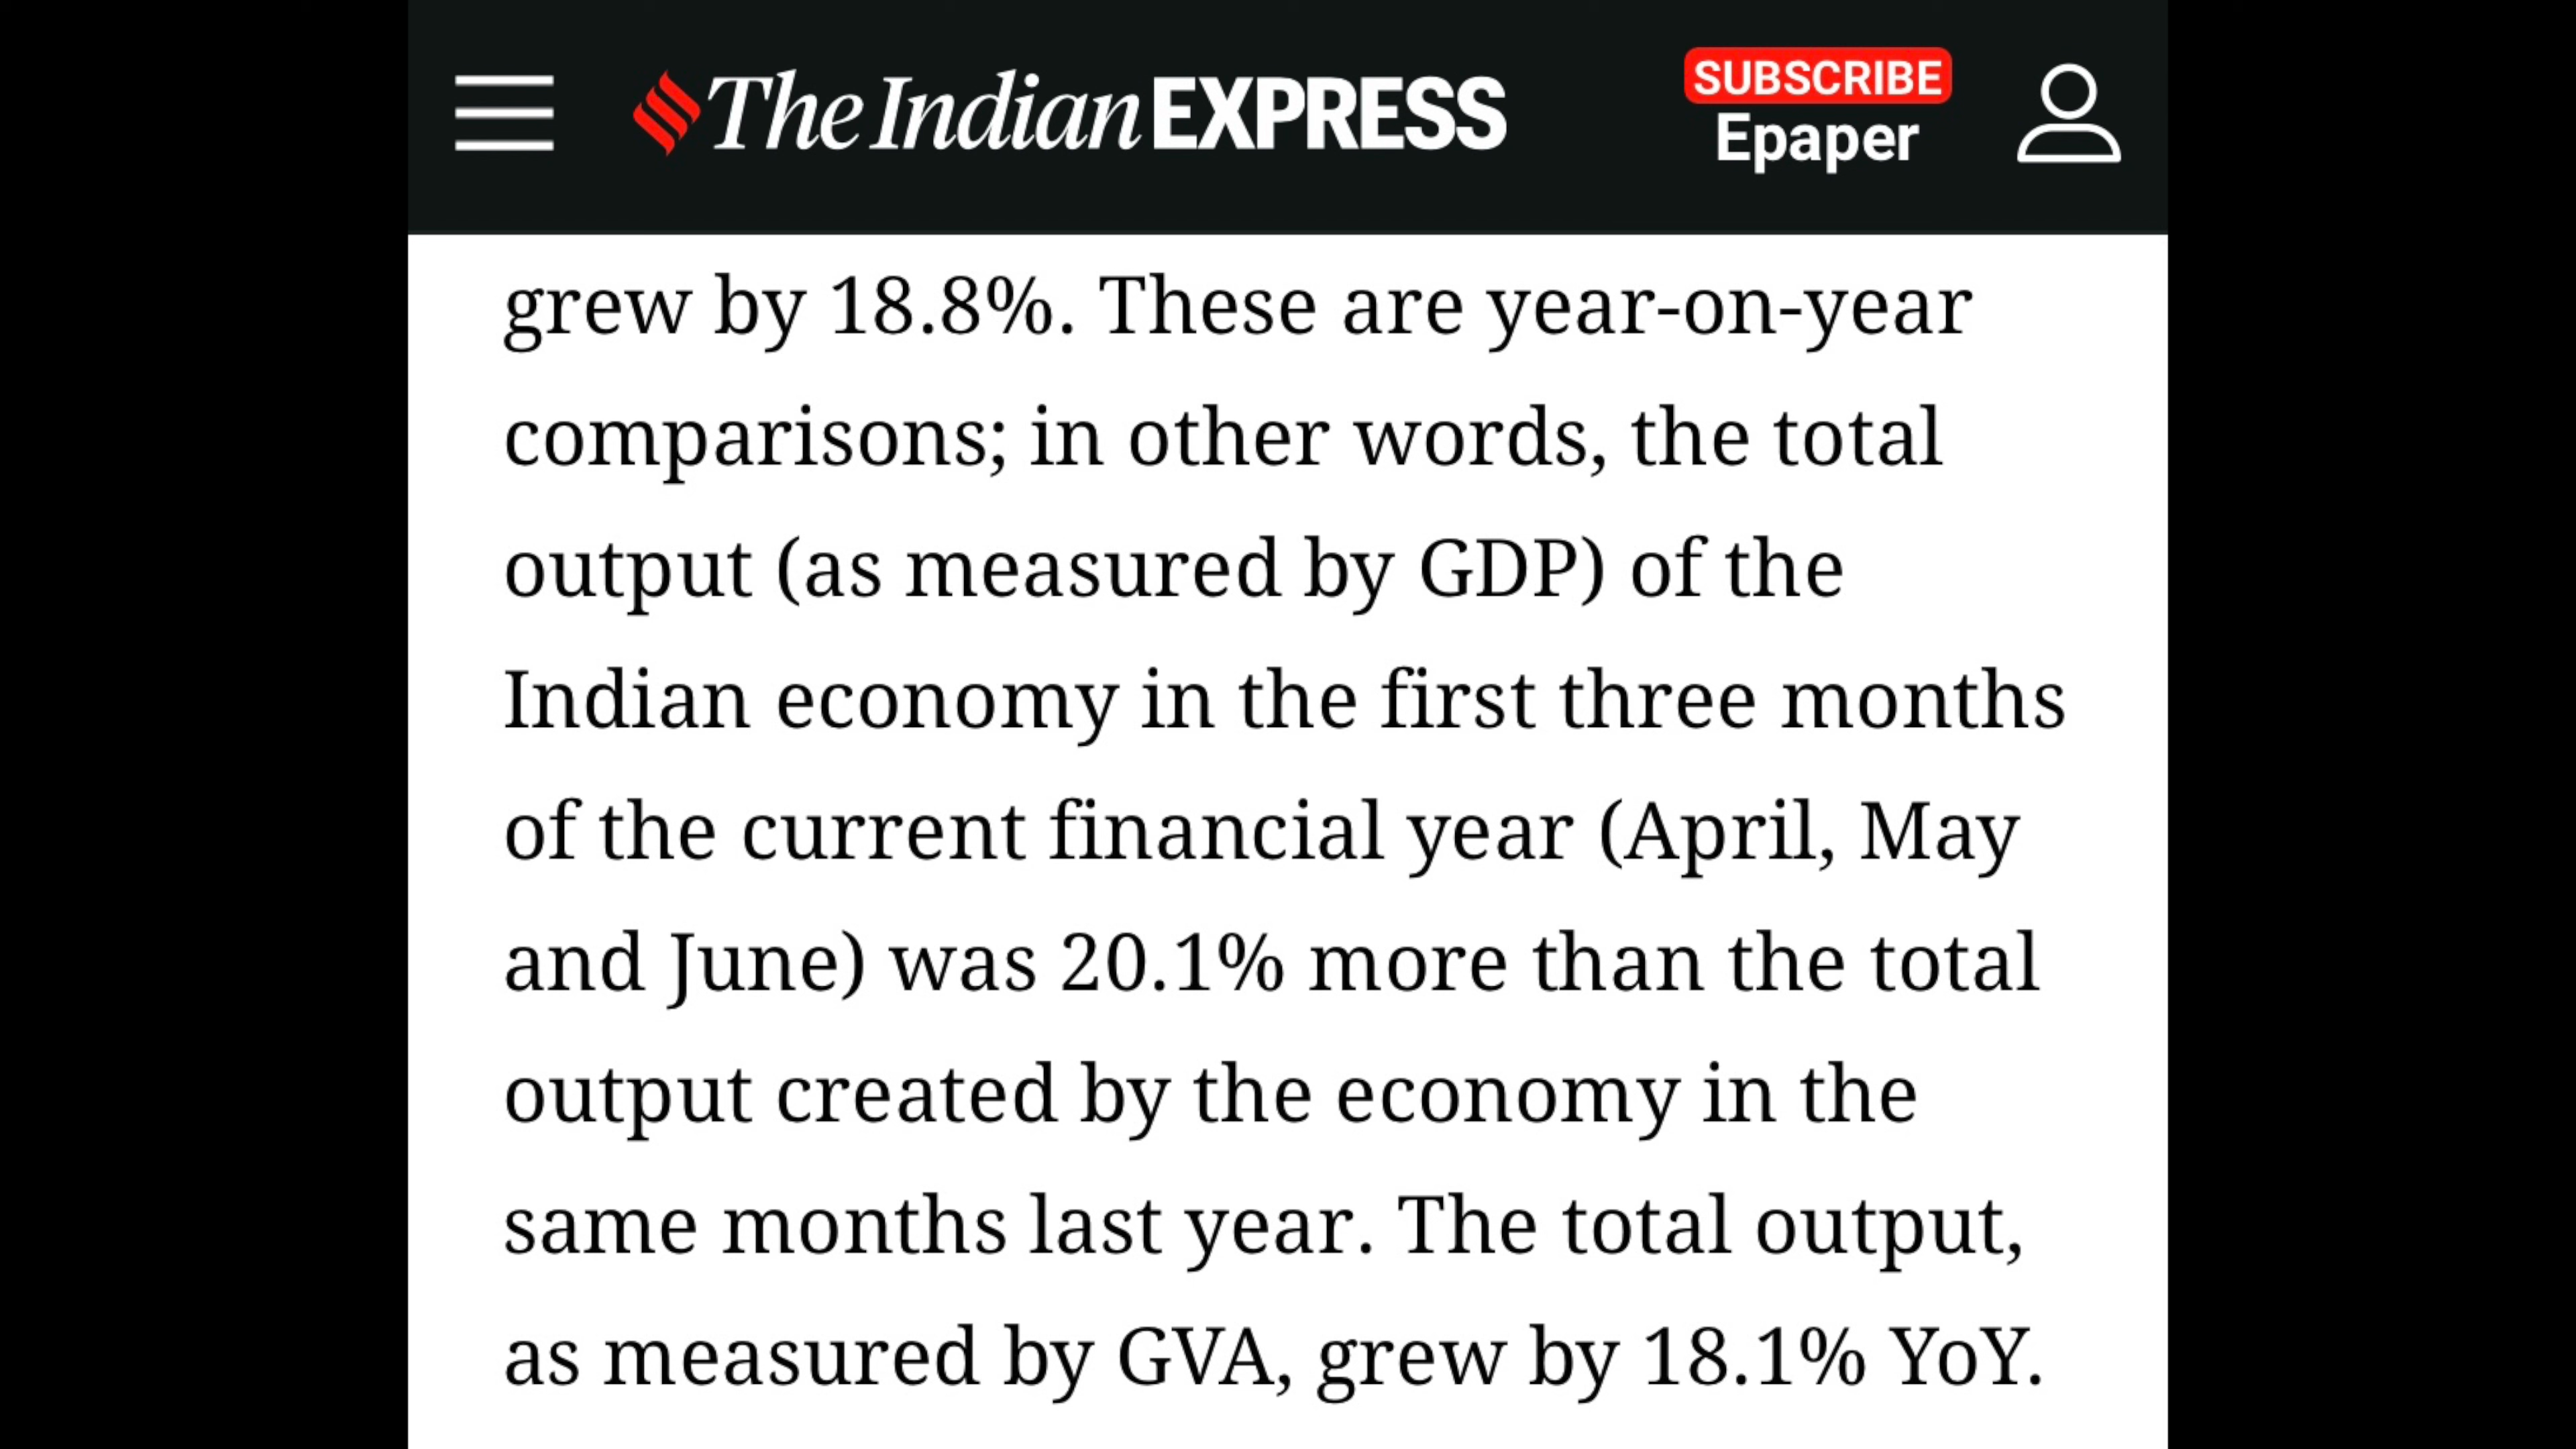 The Indian EXPRESS
SUBSCRIBE
Epaper
grew by 18.8%. These are year-on-year
comparisons; in other words, the total
output (as measured by GDP) of the
Indian economy in the first three months
of the current financial year (April, May
and June) was 20.1% more than the total
output created by the economy in the
same months last year. The total output,
as measured by GVA, grew by 18.1% YoY.